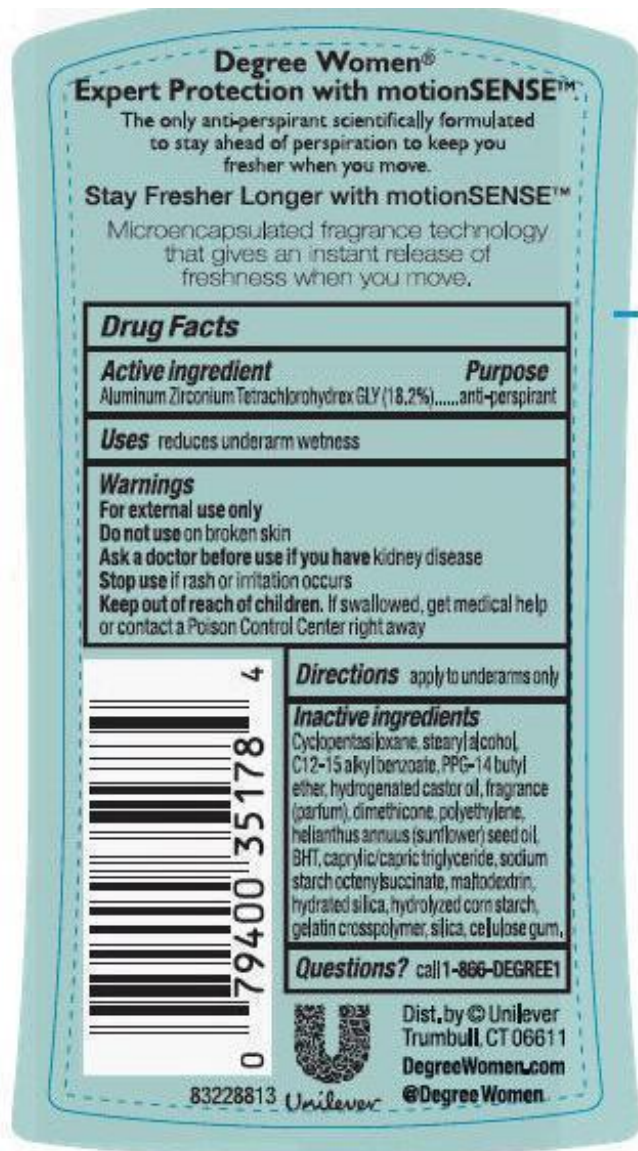 Degree Women®
Expert Protection with motionSENSE™
The only anti-perspirant scientifically formulated
to stay ahead of perspiration to keep you
fresher when you move.
Stay Fresher Longer with motionSENSE™
Microencapsulated fragrance technology
that gives an instant release of
freshness when you move.
Drug Facts
Active ingredient Purpose
Aluminum Zirconium Tetrachlorohydrex GLY (18.2%)......anti-perspirant
Uses reduces underarm wetness
Warnings
For external use only
Do not use on broken skin
Ask a doctor before use if you have kidney disease
Stop use if rash or irritation occurs
Keep out of reach of children. If swallowed, get medical help
or contact a Poison Control Center right away
Directions apply to underarms only
Inactive ingredients
Cyclopentasiloxane, stearyl alcohol,
C12-15 alkyl benzoate, PPG-14 butyl
ether, hydrogenated castor oil, fragrance
(parfum), dimethicone, polyethylene,
helianthus annuus (sunflower) seed oil,
BHT, caprylic/capric triglyceride, sodium
starch octenylsuccinate, maltodextrin,
hydrated silica, hydrolyzed corn starch,
gelatin crosspolymer, silica, cellulose gum.
Questions? call 1-866-DEGREE1
0 79400 35178 4
83228813
Unilever
Dist. by © Unilever
Trumbull, CT 06611
DegreeWomen.com
@DegreeWomen